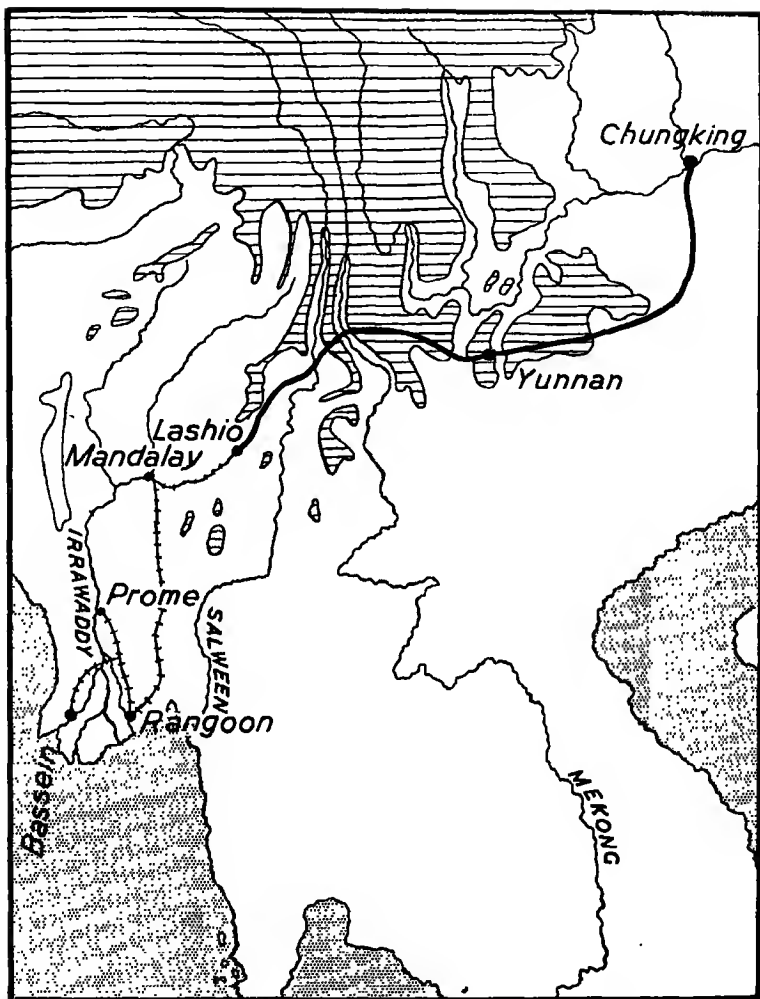 Chungking
Yunnan
Lashio
Mandalay
IRRAWADDY
Prome
SALWEEN
Rangoon
Bassein
MEKONG